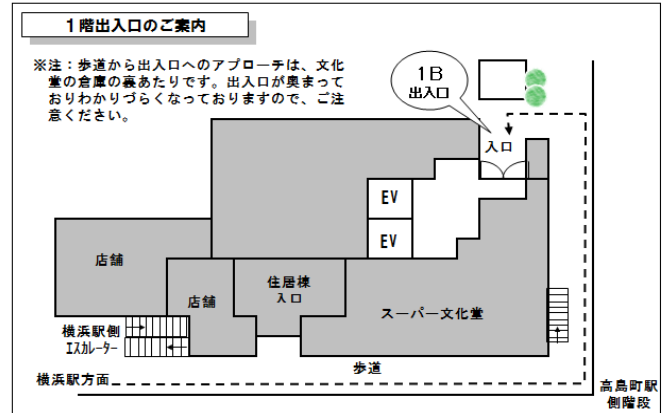 1階出入口のご案内
※注：歩道から出入口へのアプローチは、文化
堂の倉庫の裏あたりです。出入口が奥まって
おりわかりづらくなっておりますので、ご注
意ください。
1B
出入口
入口
EV
EV
店舗
店舗
住居棟
入口
スーパー文化堂
横浜駅側
エスカレーター
歩道
横浜駅方面
高島町駅
側階段